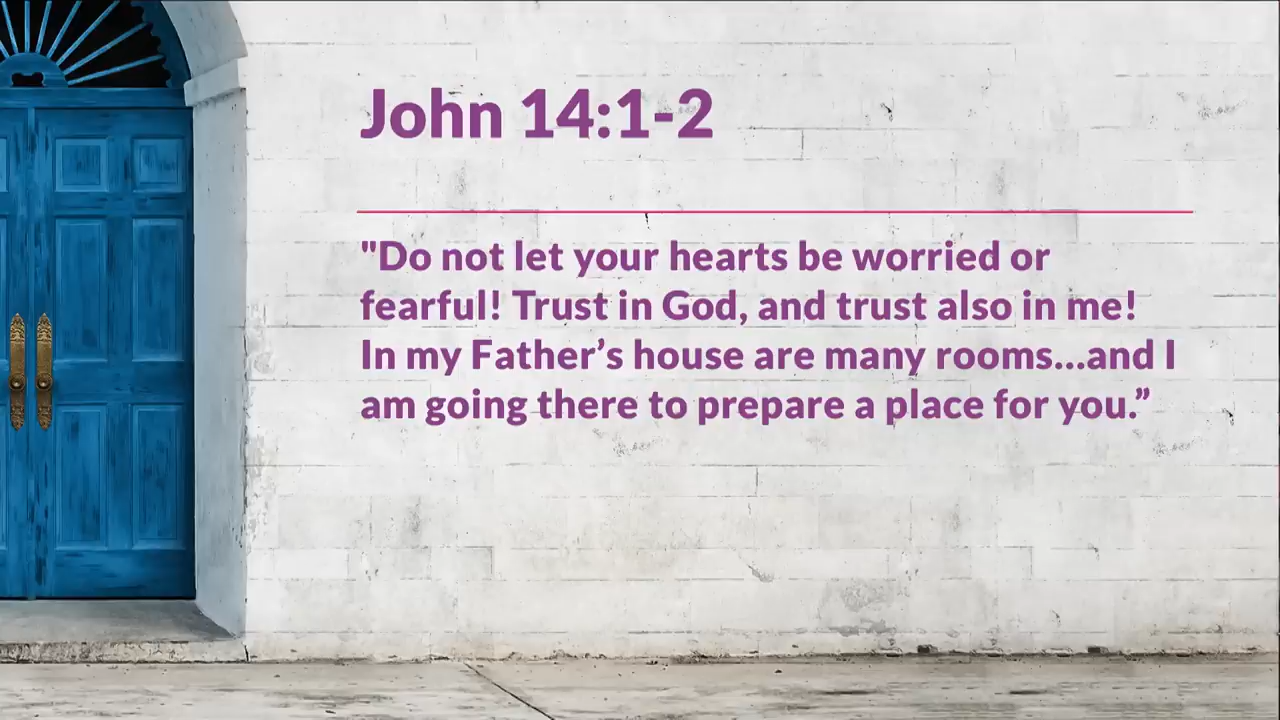 John 14:1-2
"Do not let your hearts be worried or
fearful! Trust in God, and trust also in me!
In my Father’s house are many rooms...and I
am going there to prepare a place for you.”